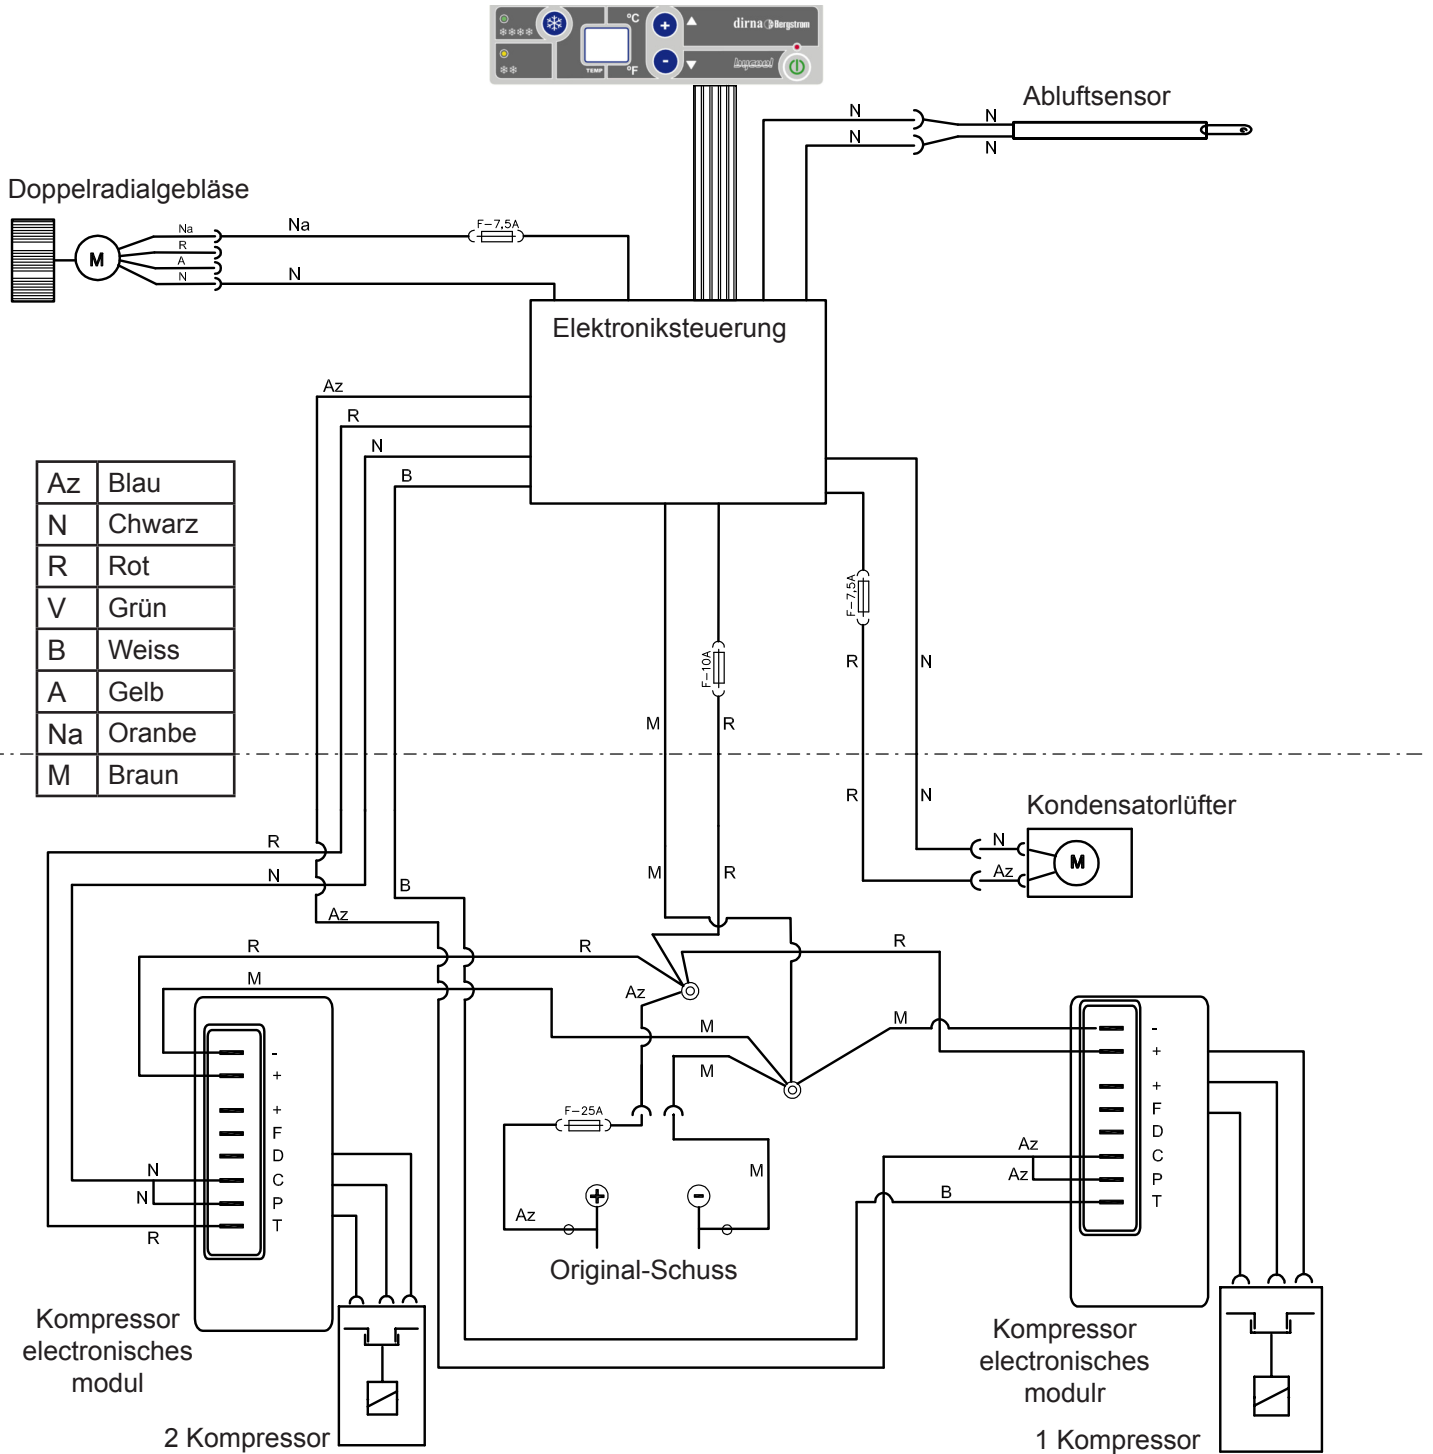 °C
dirna Bergstrom
TEMP
°F
bycool
Abluftsensor
N
N
N
N
Doppelradialgebläse
Na
R
A
N
Na
N
F-7,5A
M
Elektroniksteuerung
Az
R
N
B
Az Blau
N Chwarz
R Rot
V Grün
B Weiss
A Gelb
Na Oranbe
M Braun
F-7,5A
F-10A
R
N
M
R
R
N
Kondensatorlüfter
N
Az
M
R
N
B
Az
M
R
R
M
R
R
Az
M
M
M
-
+
+
F
D
C
P
T
N
N
R
F-25A
Az
+
-
M
Original-Schuss
-
+
+
F
D
C
P
T
Az
Az
B
Kompressor
electronisches
modul
2 Kompressor
Kompressor
electronisches
modulr
1 Kompressor